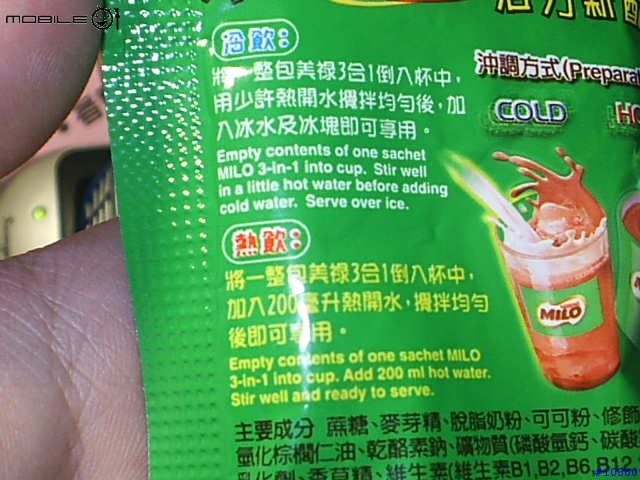 MOBILE01
活力新
冷飲：
將一整包美祿3合1倒入杯中，
用少許熱開水攪拌均勻後，加
入冰水及冰塊即可享用。
Empty contents of one sachet
MILO 3-in-1 into cup. Stir well
in a little hot water before adding
cold water. Serve over ice.
沖調方式(Prepara
COLD
HO
MILO
熱飲：
將一整包美祿3合1倒入杯中，
加入200毫升熱開水，攪拌均勻
後即可享用。
Empty contents of one sachet MILO
3-in-1 into cup. Add 200 ml hot water.
Stir well and ready to serve.
主要成分 蔗糖、麥芽精、脫脂奶粉、可可粉、修飾
氫化棕櫚仁油、乾酪素鈉、礦物質(磷酸氫鈣、碳酸
乳化劑、香草精、維生素(維生素B1,B2,B6,B12
#10880